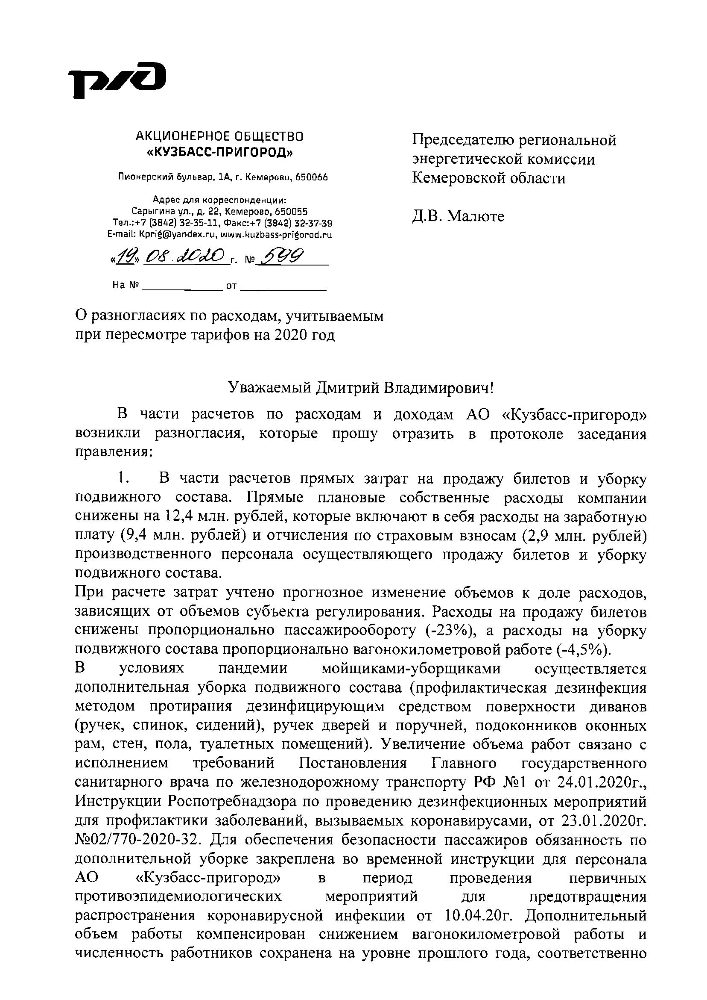 ржд
АКЦИОНЕРНОЕ ОБЩЕСТВО
«КУЗБАСС-ПРИГОРОД»
Пионерский бульвар, 1А, г. Кемерово, 650066
Адрес для корреспонденции:
Сарыгина ул., д. 22, Кемерово, 650055
Тел.:+7 (3842) 32-35-11, Факс:+7 (3842) 32-37-39
E-mail: Kprig@yandex.ru, www.kuzbass-prigorod.ru
«19» 08.2020 г. № 599
На № ____________ от ____________
Председателю региональной
энергетической комиссии
Кемеровской области
Д.В. Малюте
О разногласиях по расходам, учитываемым
при пересмотре тарифов на 2020 год
Уважаемый Дмитрий Владимирович!
В части расчетов по расходам и доходам АО «Кузбасс-пригород»
возникли разногласия, которые прошу отразить в протоколе заседания
правления:
1. В части расчетов прямых затрат на продажу билетов и уборку
подвижного состава. Прямые плановые собственные расходы компании
снижены на 12,4 млн. рублей, которые включают в себя расходы на заработную
плату (9,4 млн. рублей) и отчисления по страховым взносам (2,9 млн. рублей)
производственного персонала осуществляющего продажу билетов и уборку
подвижного состава.
При расчете затрат учтено прогнозное изменение объемов к доле расходов,
зависящих от объемов субъекта регулирования. Расходы на продажу билетов
снижены пропорционально пассажирообороту (-23%), а расходы на уборку
подвижного состава пропорционально вагонокилометровой работе (-4,5%).
В условиях пандемии мойщиками-уборщиками осуществляется
дополнительная уборка подвижного состава (профилактическая дезинфекция
методом протирания дезинфицирующим средством поверхности диванов
(ручек, спинок, сидений), ручек дверей и поручней, подоконников оконных
рам, стен, пола, туалетных помещений). Увеличение объема работ связано с
исполнением требований Постановления Главного государственного
санитарного врача по железнодорожному транспорту РФ №1 от 24.01.2020г.,
Инструкции Роспотребнадзора по проведению дезинфекционных мероприятий
для профилактики заболеваний, вызываемых коронавирусами, от 23.01.2020г.
№02/770-2020-32. Для обеспечения безопасности пассажиров обязанность по
дополнительной уборке закреплена во временной инструкции для персонала
АО «Кузбасс-пригород» в период проведения первичных
противоэпидемиологических мероприятий для предотвращения
распространения коронавирусной инфекции от 10.04.20г. Дополнительный
объем работы компенсирован снижением вагонокилометровой работы и
численность работников сохранена на уровне прошлого года, соответственно